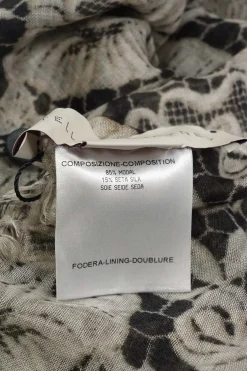 COMPOSIZIONE-COMPOSITION
85% MODAL
15% SETA SILK
SOIE SEIDE SEDA
FODERA-LINING-DOUBLURE